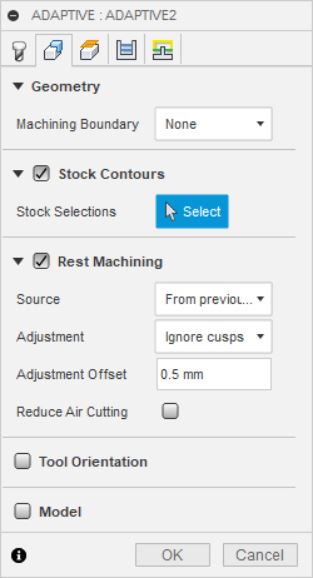 ADAPTIVE : ADAPTIVE2
Geometry
Machining Boundary None
Stock Contours
Stock Selections Select
Rest Machining
Source From previou...
Adjustment Ignore cusps
Adjustment Offset 0.5 mm
Reduce Air Cutting
Tool Orientation
Model
OK Cancel